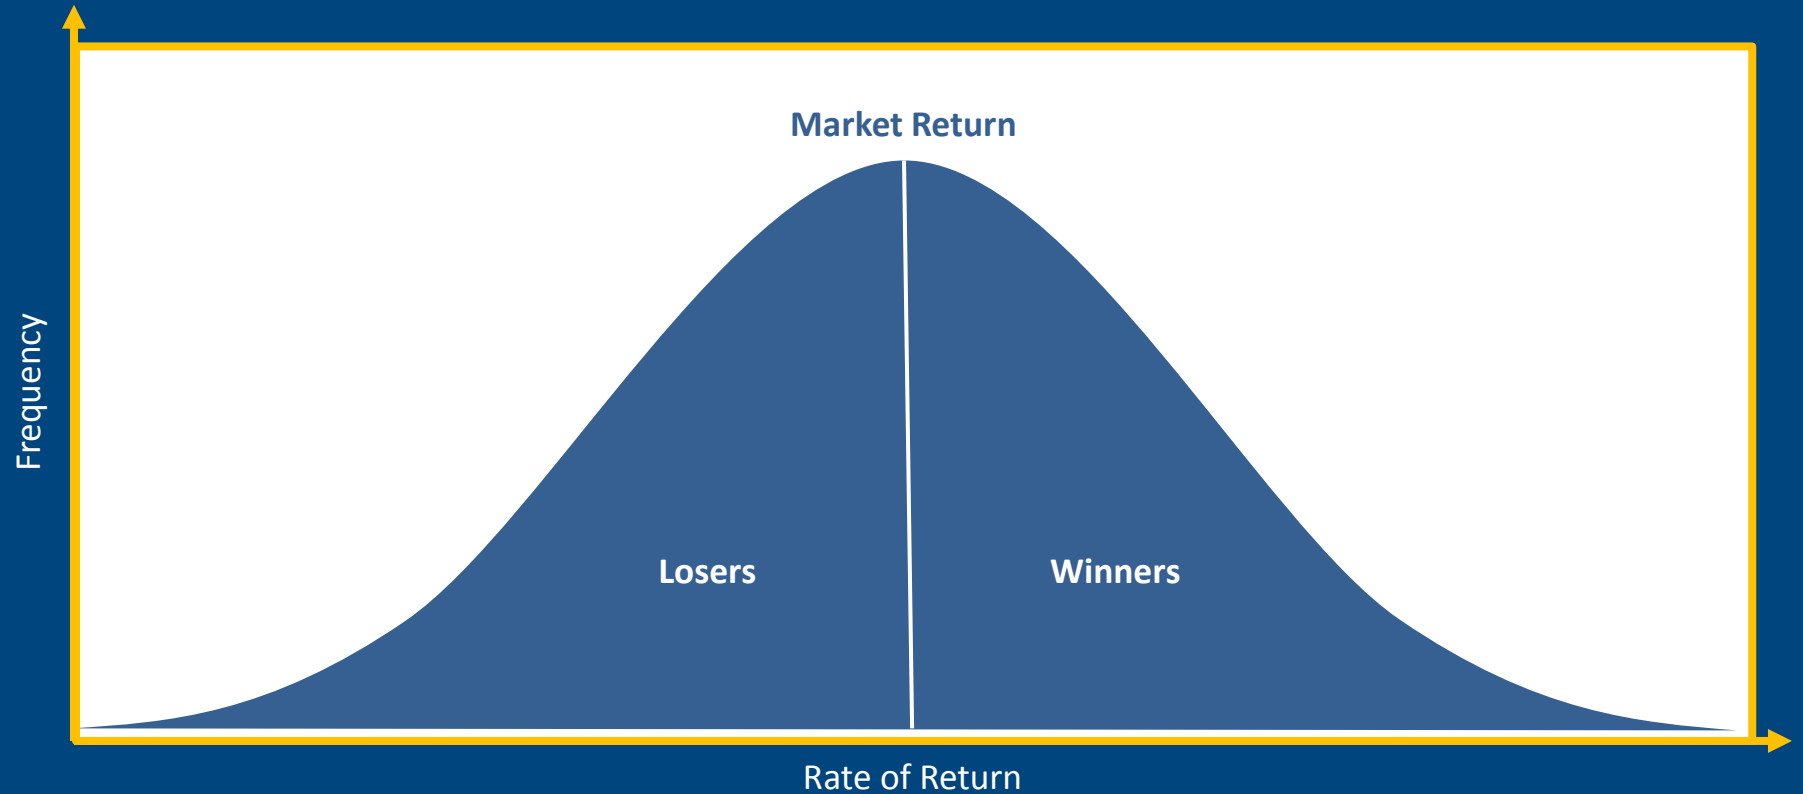 Market Return
Frequency
Losers
Winners
Rate of Return